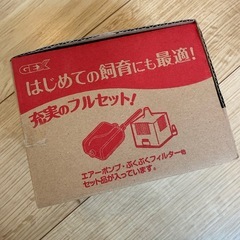 GEX
はじめての飼育にも最適!
充実のフルセット!
エアーポンプ・ぶくぶくフィルター他
セット品が入っています。